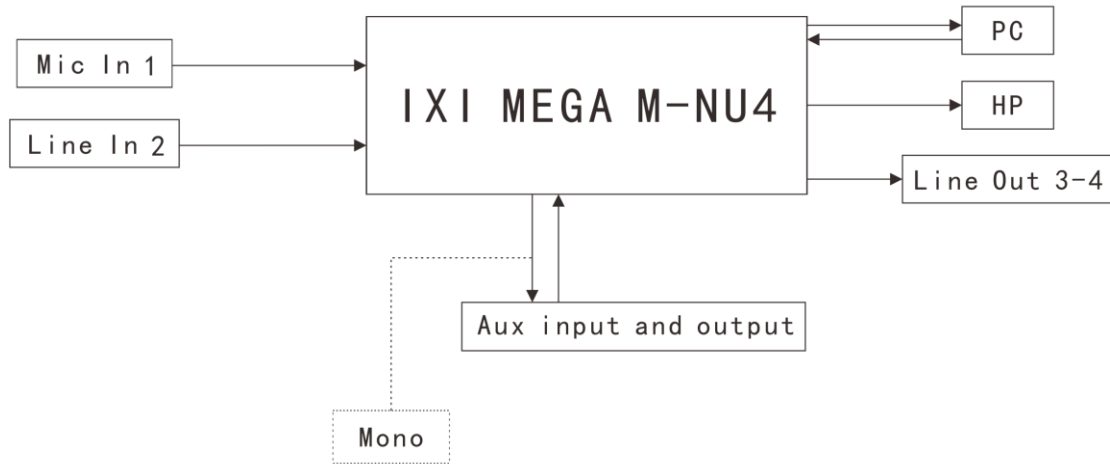 PC
Mic In 1
IXI MEGA M-NU4
HP
Line In 2
Line Out 3-4
Aux input and output
Mono